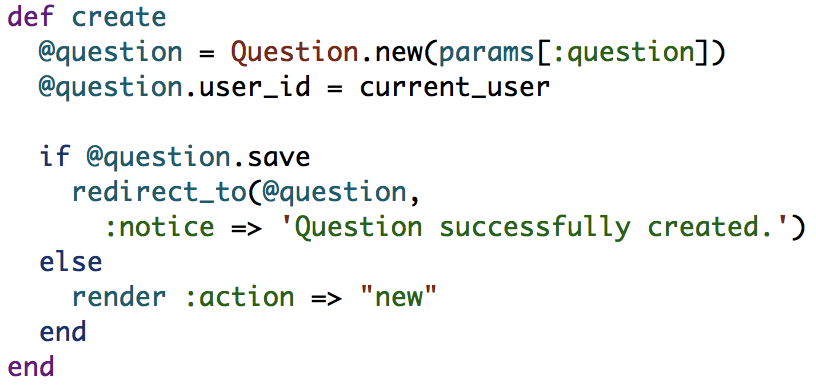 def create
  @question = Question.new(params[:question])
  @question.user_id = current_user

  if @question.save
    redirect_to(@question,
      :notice => 'Question successfully created.')
  else
    render :action => "new"
  end
end